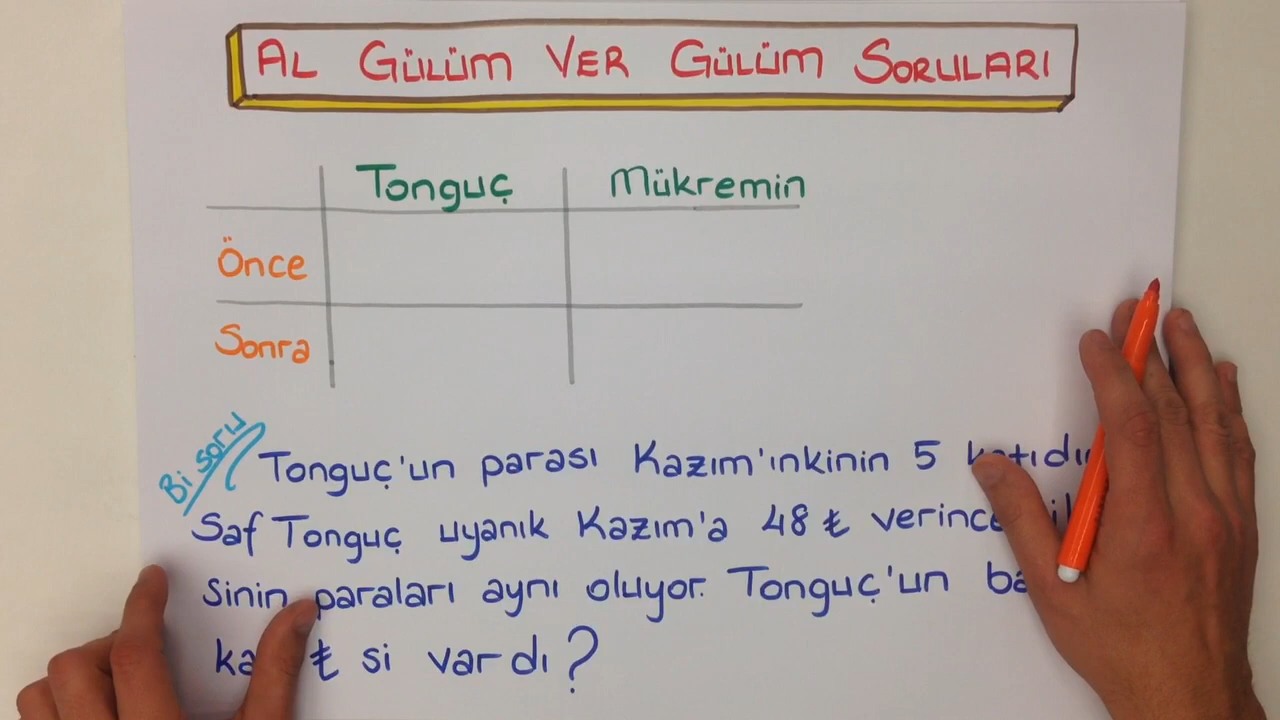 AL GÜLÜM VER GÜLÜM SORULARI
Tonguç Mükremin
Önce
Sonra
Bi soru
Tonguç'un parası Kazım'ınkinin 5
Saf Tonguç uyanık Kazım'a 48 ₺ verince
sinin paraları aynı oluyor. Tonguç'un
₺ si vardı?